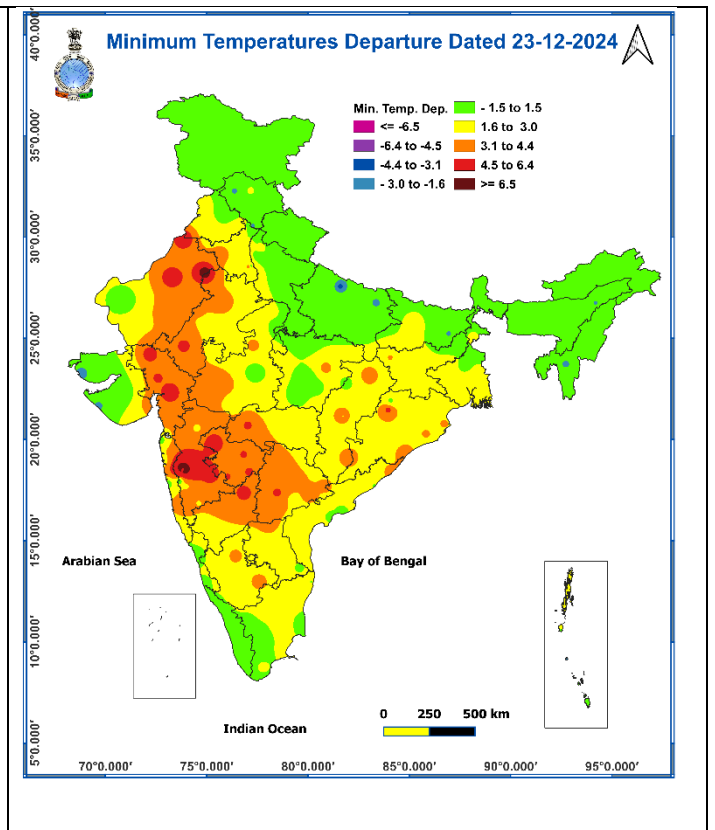 Minimum Temperatures Departure Dated 23-12-2024
Min. Temp. Dep.
<= -6.5
-6.4 to -4.5
-4.4 to -3.1
- 3.0 to -1.6
- 1.5 to 1.5
1.6 to 3.0
3.1 to 4.4
4.5 to 6.4
>= 6.5
40°0.000'
35°0.000'
30°0.000'
25°0.000'
20°0.000'
15°0.000'
10°0.000'
5°0.000'
Arabian Sea
Bay of Bengal
Indian Ocean
0 250 500 km
70°0.000' 75°0.000' 80°0.000' 85°0.000' 90°0.000' 95°0.000'